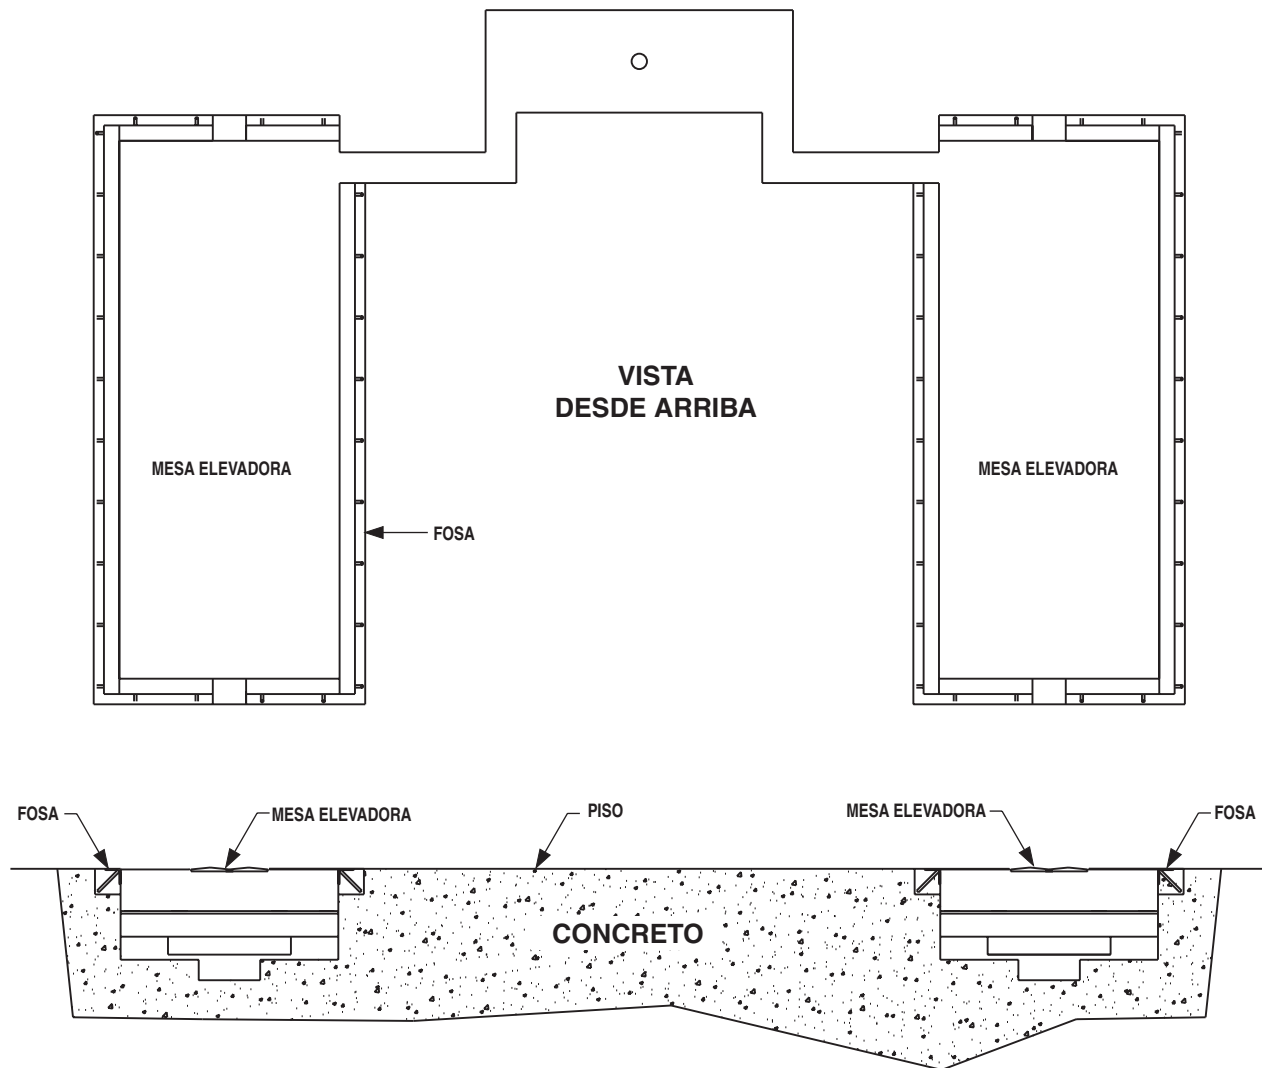 VISTA
DESDE ARRIBA
MESA ELEVADORA
MESA ELEVADORA
FOSA
FOSA
MESA ELEVADORA
PISO
MESA ELEVADORA
FOSA
CONCRETO